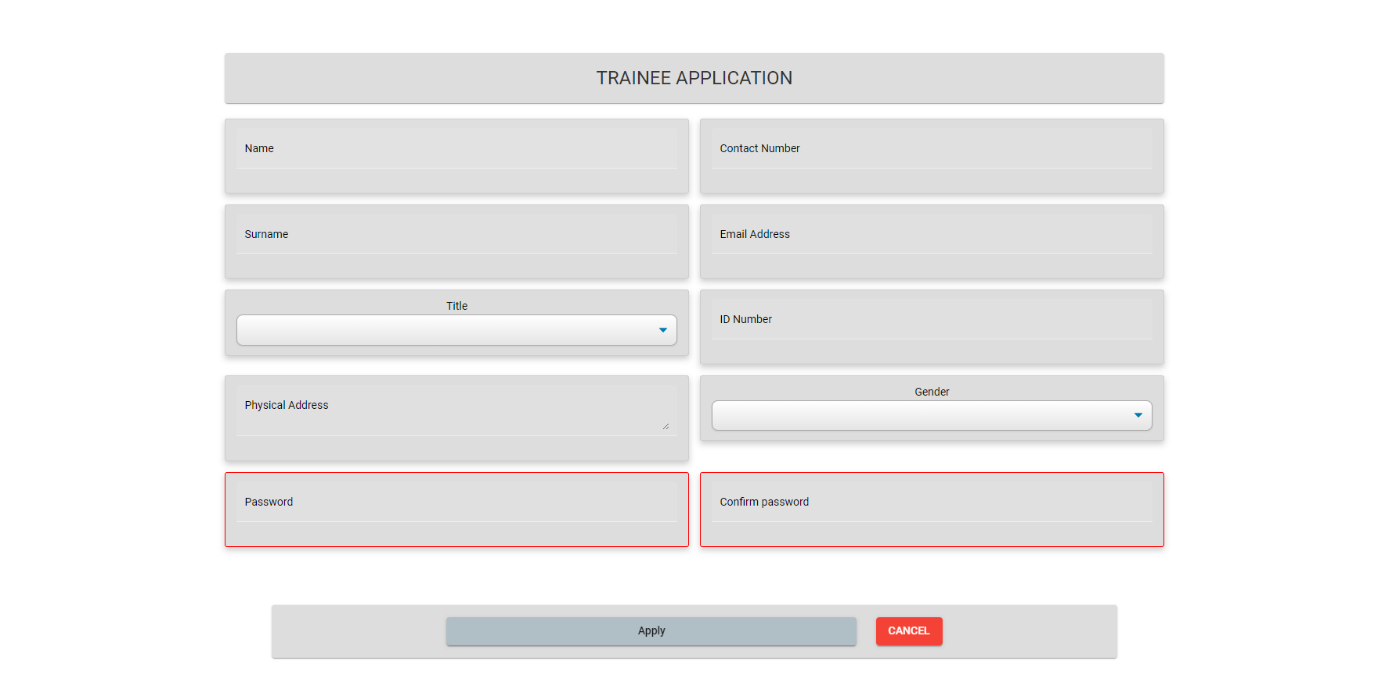 TRAINEE APPLICATION
Name
Contact Number
Surname
Email Address
Title
ID Number
Physical Address
Gender
Password
Confirm password
Apply
CANCEL